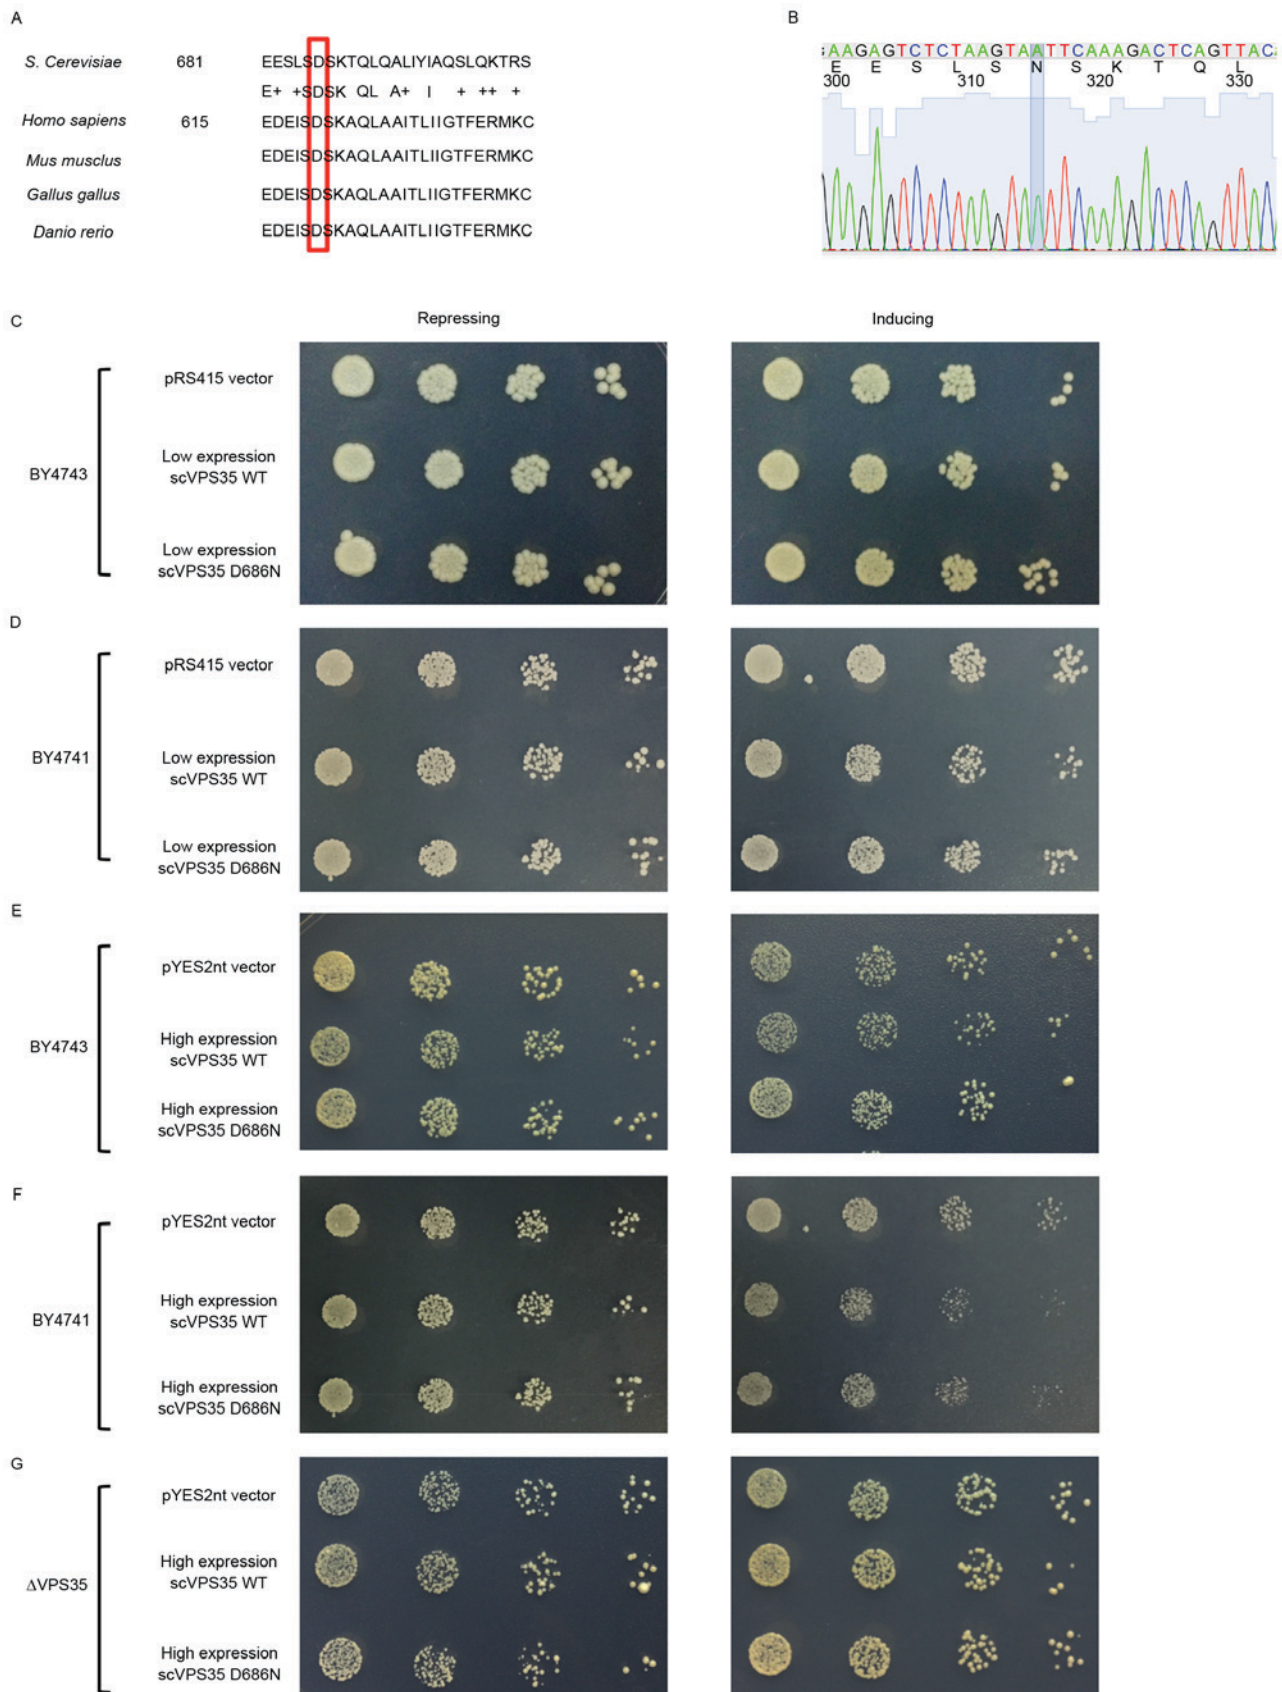 A
S. Cerevisiae 681 EESLSDSKTQLQALIYIAQSLQKTRS
E+ +SDSK QL A+ I + ++ +
Homo sapiens 615 EDEISDSKAQLAAITLIIGTFERMKC
Mus musclus EDEISDSKAQLAAITLIIGTFERMKC
Gallus gallus EDEISDSKAQLAAITLIIGTFERMKC
Danio rerio EDEISDSKAQLAAITLIIGTFERMKC
B
GAAGAGTCTCTAAGTAATTCAAAGACTCAGTTAC
E E S L S N S K T Q L
300 310 320 330
C
Repressing Inducing
BY4743
pRS415 vector
Low expression
scVPS35 WT
Low expression
scVPS35 D686N
D
BY4741
pRS415 vector
Low expression
scVPS35 WT
Low expression
scVPS35 D686N
E
BY4743
pYES2nt vector
High expression
scVPS35 WT
High expression
scVPS35 D686N
F
BY4741
pYES2nt vector
High expression
scVPS35 WT
High expression
scVPS35 D686N
G
ΔVPS35
pYES2nt vector
High expression
scVPS35 WT
High expression
scVPS35 D686N